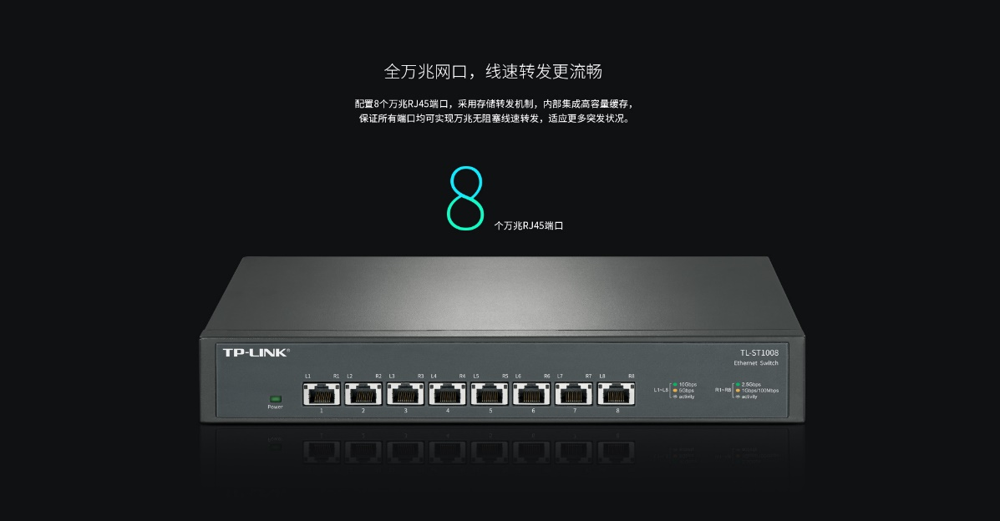 全万兆网口，线速转发更流畅
配置8个万兆RJ45端口，采用存储转发机制，内部集成高容量缓存，
保证所有端口均可实现万兆无阻塞线速转发，适应更多突发状况。
8 个万兆RJ45端口
TP-LINK®
TL-ST1008
Ethernet Switch
L1 R1 L2 R2 L3 R3 L4 R4 L5 R5 L6 R6 L7 R7 L8 R8
10Gbps 2.5Gbps
L1~L8 5Gbps R1~R8 1Gbps/100Mbps
activity activity
Power
1 2 3 4 5 6 7 8